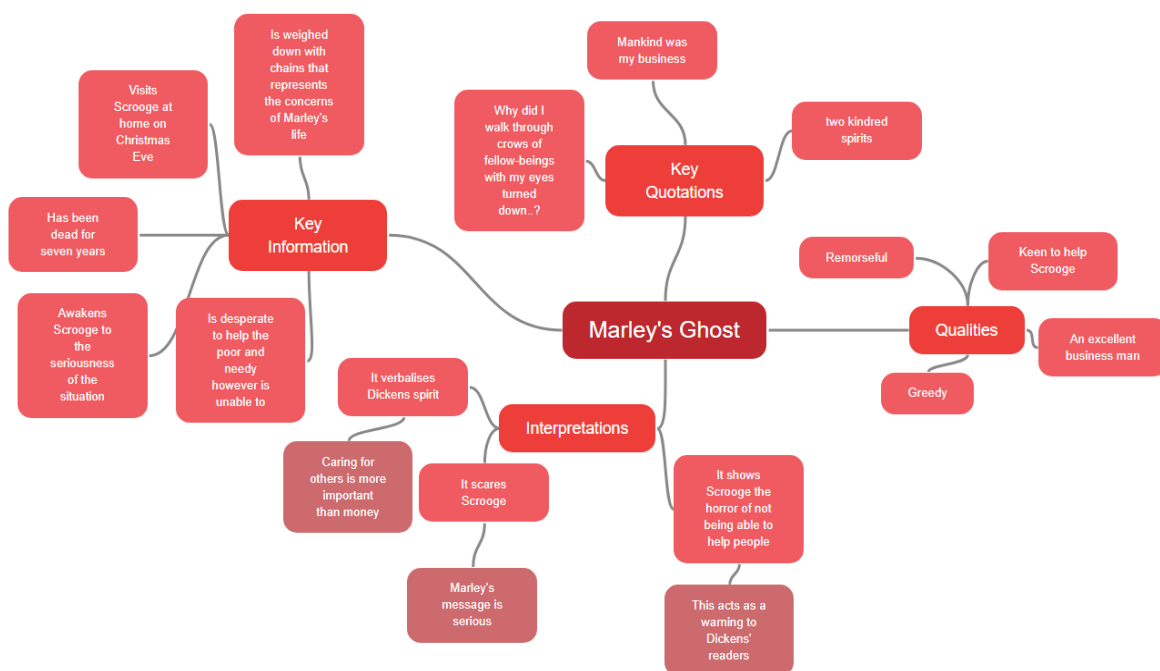 Marley's Ghost
Key
Information
Is weighed
down with
chains that
represents
the concerns
of Marley's
life
Visits
Scrooge at
home on
Christmas
Eve
Has been
dead for
seven years
Awakens
Scrooge to
the
seriousness
of the
situation
Is desperate
to help the
poor and
needy
however is
unable to
Key
Quotations
Mankind was
my business
Why did I
walk through
crows of
fellow-beings
with my eyes
turned
down..?
two kindred
spirits
Qualities
Remorseful
Keen to help
Scrooge
An excellent
business man
Greedy
Interpretations
It verbalises
Dickens spirit
Caring for
others is more
important
than money
It scares
Scrooge
Marley's
message is
serious
It shows
Scrooge the
horror of not
being able to
help people
This acts as a
warning to
Dickens'
readers